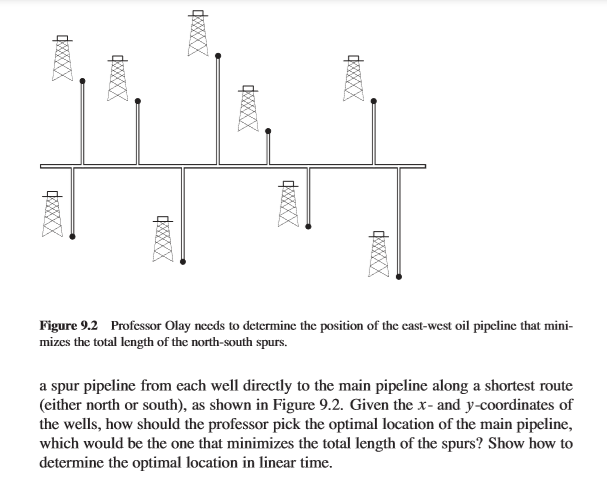 Figure 9.2 Professor Olay needs to determine the position of the east-west oil pipeline that mini-
mizes the total length of the north-south spurs.
a spur pipeline from each well directly to the main pipeline along a shortest route
(either north or south), as shown in Figure 9.2. Given the x- and y-coordinates of
the wells, how should the professor pick the optimal location of the main pipeline,
which would be the one that minimizes the total length of the spurs? Show how to
determine the optimal location in linear time.